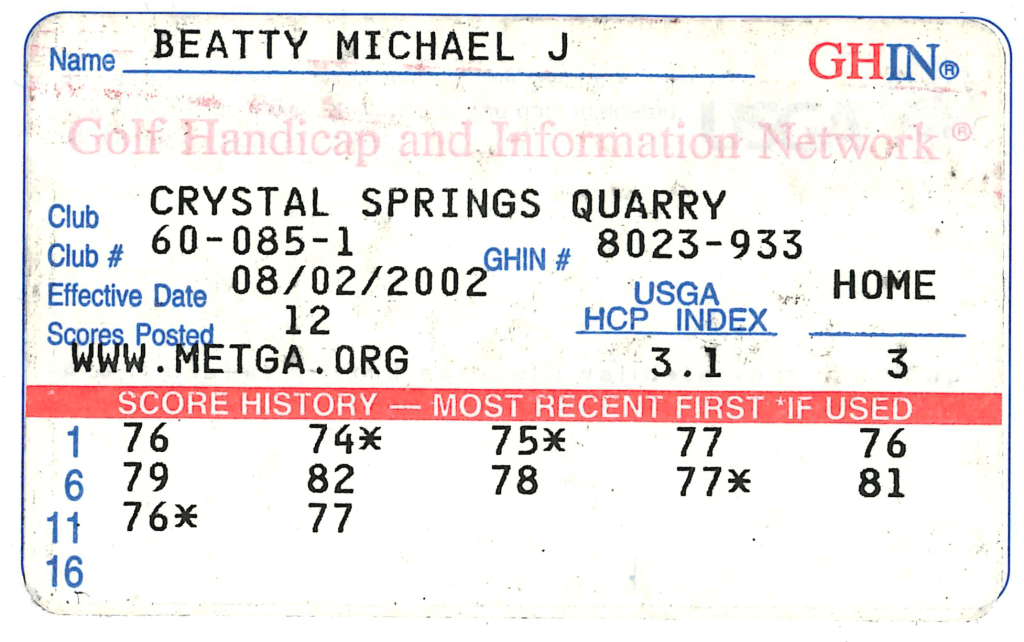 Name BEATTY MICHAEL J GHIN®
Golf Handicap and Information Network®
Club CRYSTAL SPRINGS QUARRY
Club # 60-085-1 GHIN # 8023-933
Effective Date 08/02/2002 USGA HOME
Scores Posted 12 HCP INDEX
WWW.METGA.ORG 3.1 3
SCORE HISTORY — MOST RECENT FIRST *IF USED
1 76 74* 75* 77 76
6 79 82 78 77* 81
11 76* 77
16